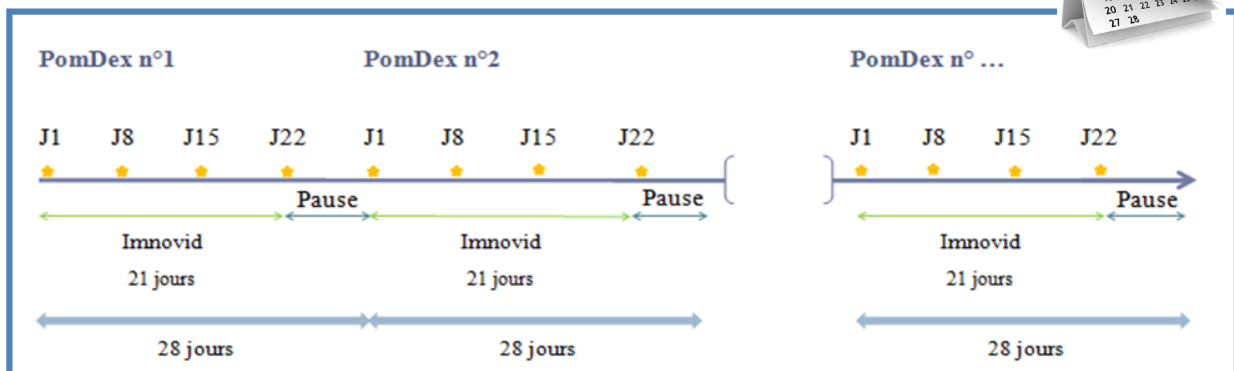 20 21 22 23 24
27 28
PomDex n°1 PomDex n°2 PomDex n° ...
J1 J8 J15 J22 J1 J8 J15 J22 J1 J8 J15 J22
Pause Pause Pause
Imnovid Imnovid Imnovid
21 jours 21 jours 21 jours
28 jours 28 jours 28 jours